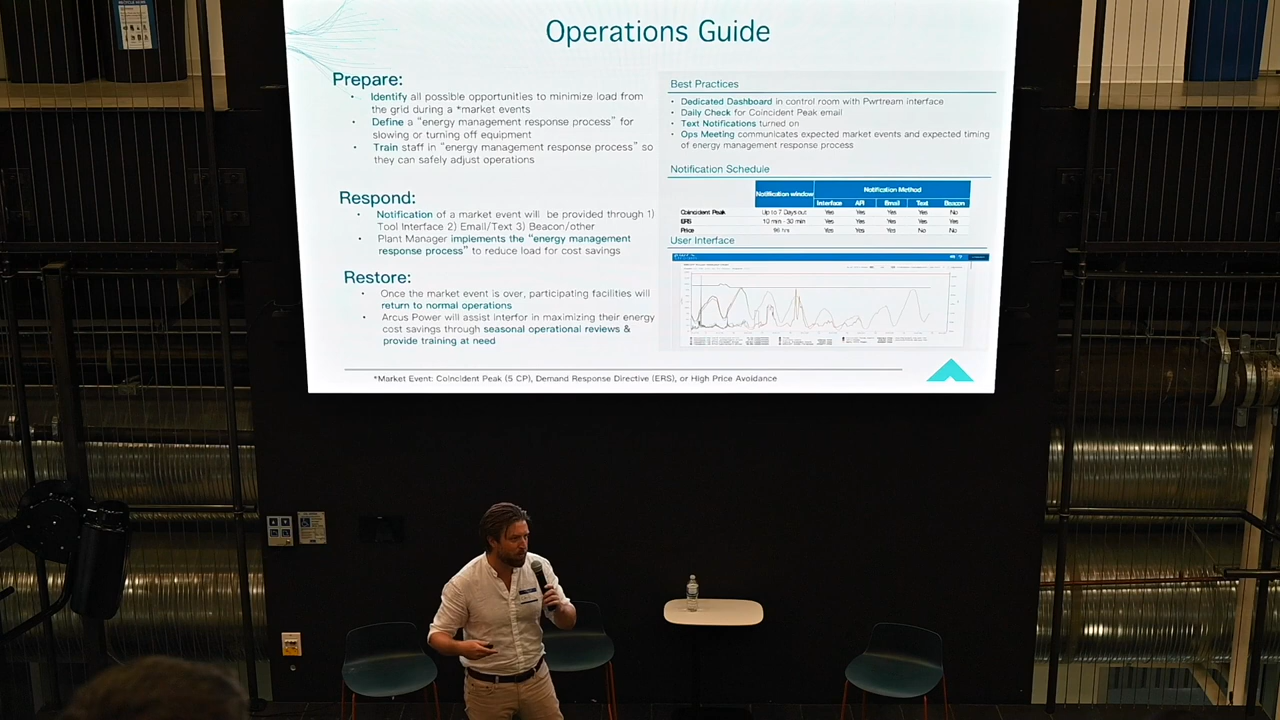 Operations Guide
Prepare:
• Identify all possible opportunities to minimize load from
the grid during a *market events
• Define a "energy management response process" for
slowing or turning off equipment
• Train staff in "energy management response process" so
they can safely adjust operations
Respond:
• Notification of a market event will be provided through 1)
Tool Interface 2) Email/Text 3) Beacon/other
• Plant Manager implements the "energy management
response process" to reduce load for cost savings
Restore:
• Once the market event is over, participating facilities will
return to normal operations
• Arcus Power will assist Interfor in maximizing their energy
cost savings through seasonal operational reviews &
provide training at need
Best Practices
• Dedicated Dashboard in control room with Pwrtream interface
• Daily Check for Coincident Peak email
• Text Notifications turned on
• Ops Meeting communicates expected market events and expected timing
of energy management response process
Notification Schedule
Notification window Notification Method
Interface API Email Text Beacon
Coincident Peak Up to 7 Days out Yes Yes Yes Yes No
ERS 10 min - 30 min Yes Yes Yes Yes Yes
Price 96 hrs Yes Yes Yes No No
User Interface
*Market Event: Coincident Peak (5 CP), Demand Response Directive (ERS), or High Price Avoidance